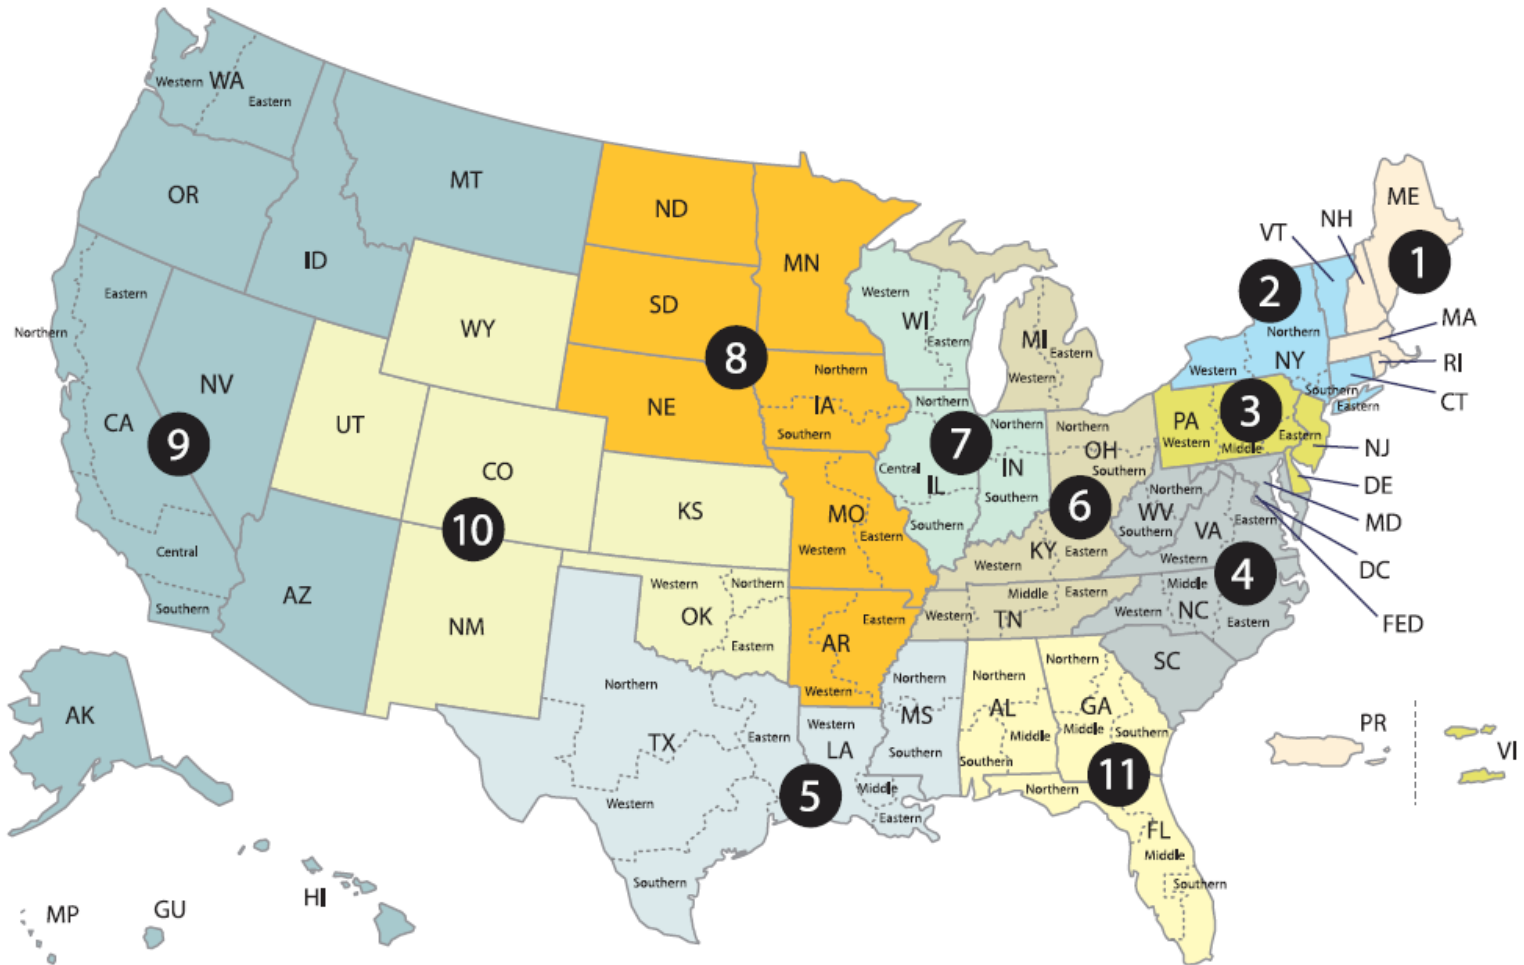 WA
Western
Eastern
MT
OR
ID
ND
MN
SD
WY
8
NE
Northern
IA
Southern
ME
NH
VT
1
2
Northern
NY
Western
Southern
Eastern
MA
RI
CT
Western
WI
Eastern
MI
Eastern
Western
Northern
Eastern
CA
NV
9
Central
Southern
UT
CO
10
KS
AZ
NM
Western
Northern
OK
Eastern
MO
Western
Eastern
AR
Eastern
Western
Northern
7
Central
IL
Southern
Northern
IN
Southern
Northern
OH
Southern
6
KY
Western
Eastern
Middle
Eastern
Western
TN
PA
3
Western
Middle
Eastern
NJ
DE
MD
DC
FED
Northern
WV
Southern
VA
Eastern
Western
4
Middle
Western
NC
Eastern
SC
Northern
TX
Eastern
Western
Southern
Western
LA
5
Middle
Eastern
Northern
MS
Southern
Northern
AL
Middle
Southern
Northern
GA
Middle
Southern
11
Northern
FL
Middle
Southern
AK
HI
MP
GU
PR
VI